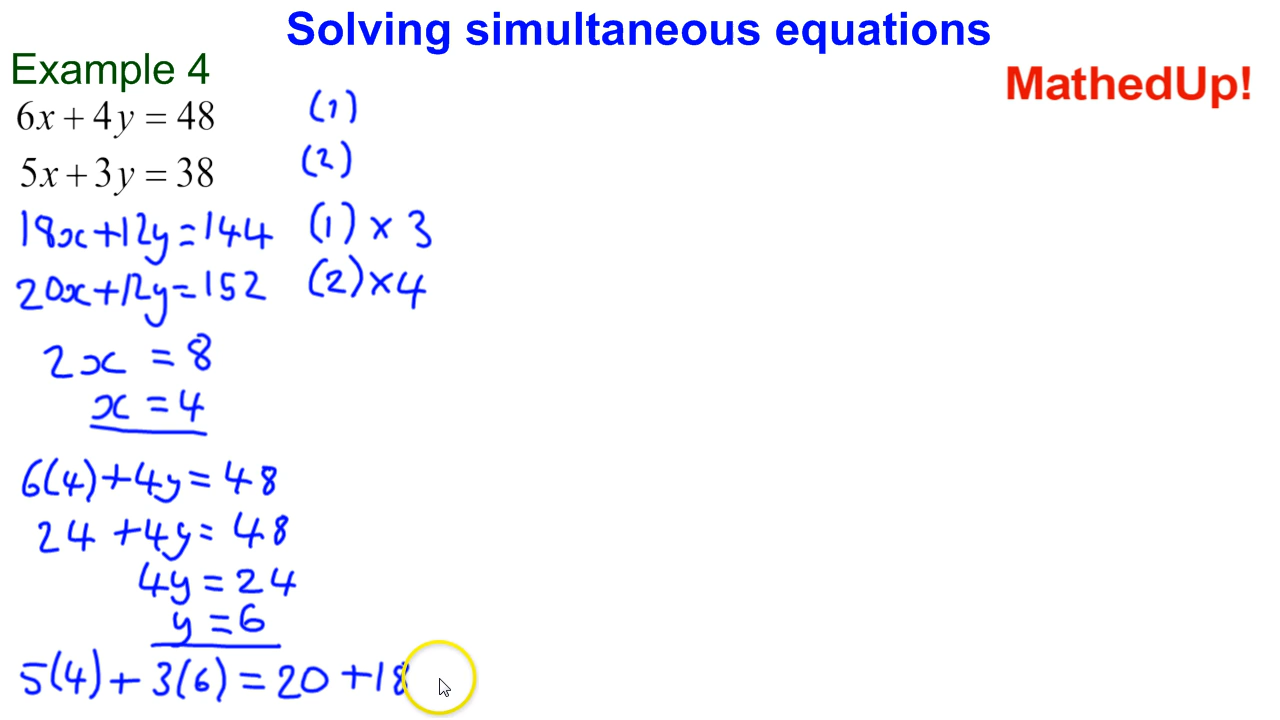 Solving simultaneous equations
Example 4
MathedUp!
6x + 4y = 48 (1)
5x + 3y = 38 (2)
18x+12y=144 (1) × 3
20x+12y=152 (2) ×4
2x = 8
x = 4
6(4)+4y = 48
24 +4y = 48
4y = 24
y = 6
5(4) + 3(6) = 20 +18